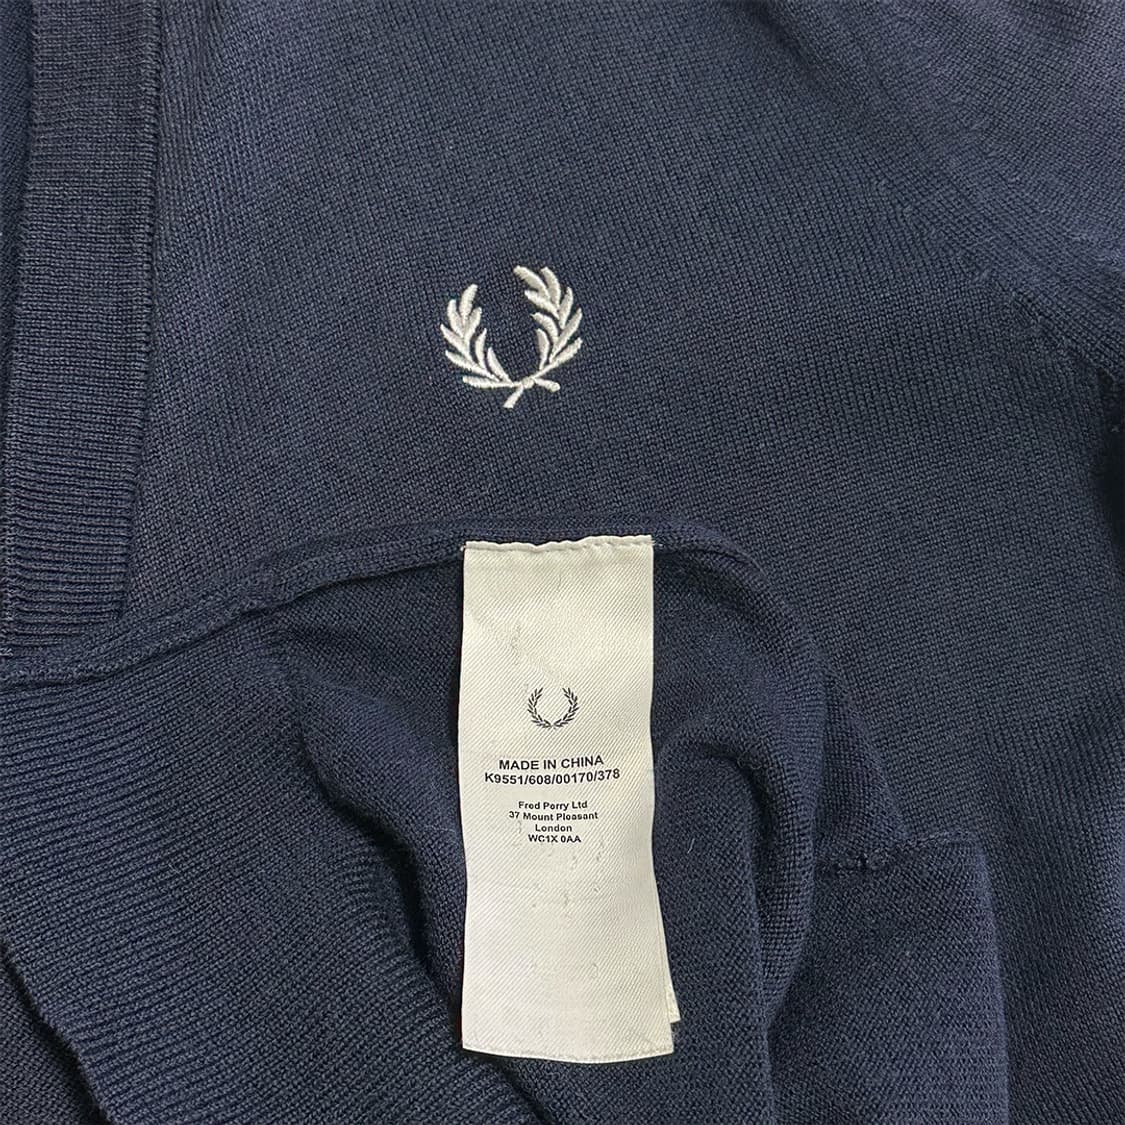 MADE IN CHINA
K9551/608/00170/378
Fred Perry Ltd
37 Mount Pleasant
London
WC1X 0AA